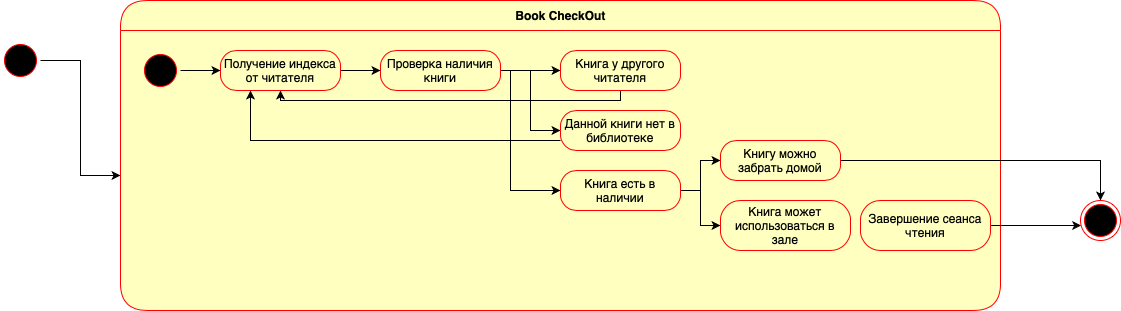 Book CheckOut
Получение индекса
от читателя
Проверка наличия
книги
Книга у другого
читателя
Данной книги нет в
библиотеке
Книга есть в
наличии
Книгу можно
забрать домой
Книга может
использоваться в
зале
Завершение сеанса
чтения